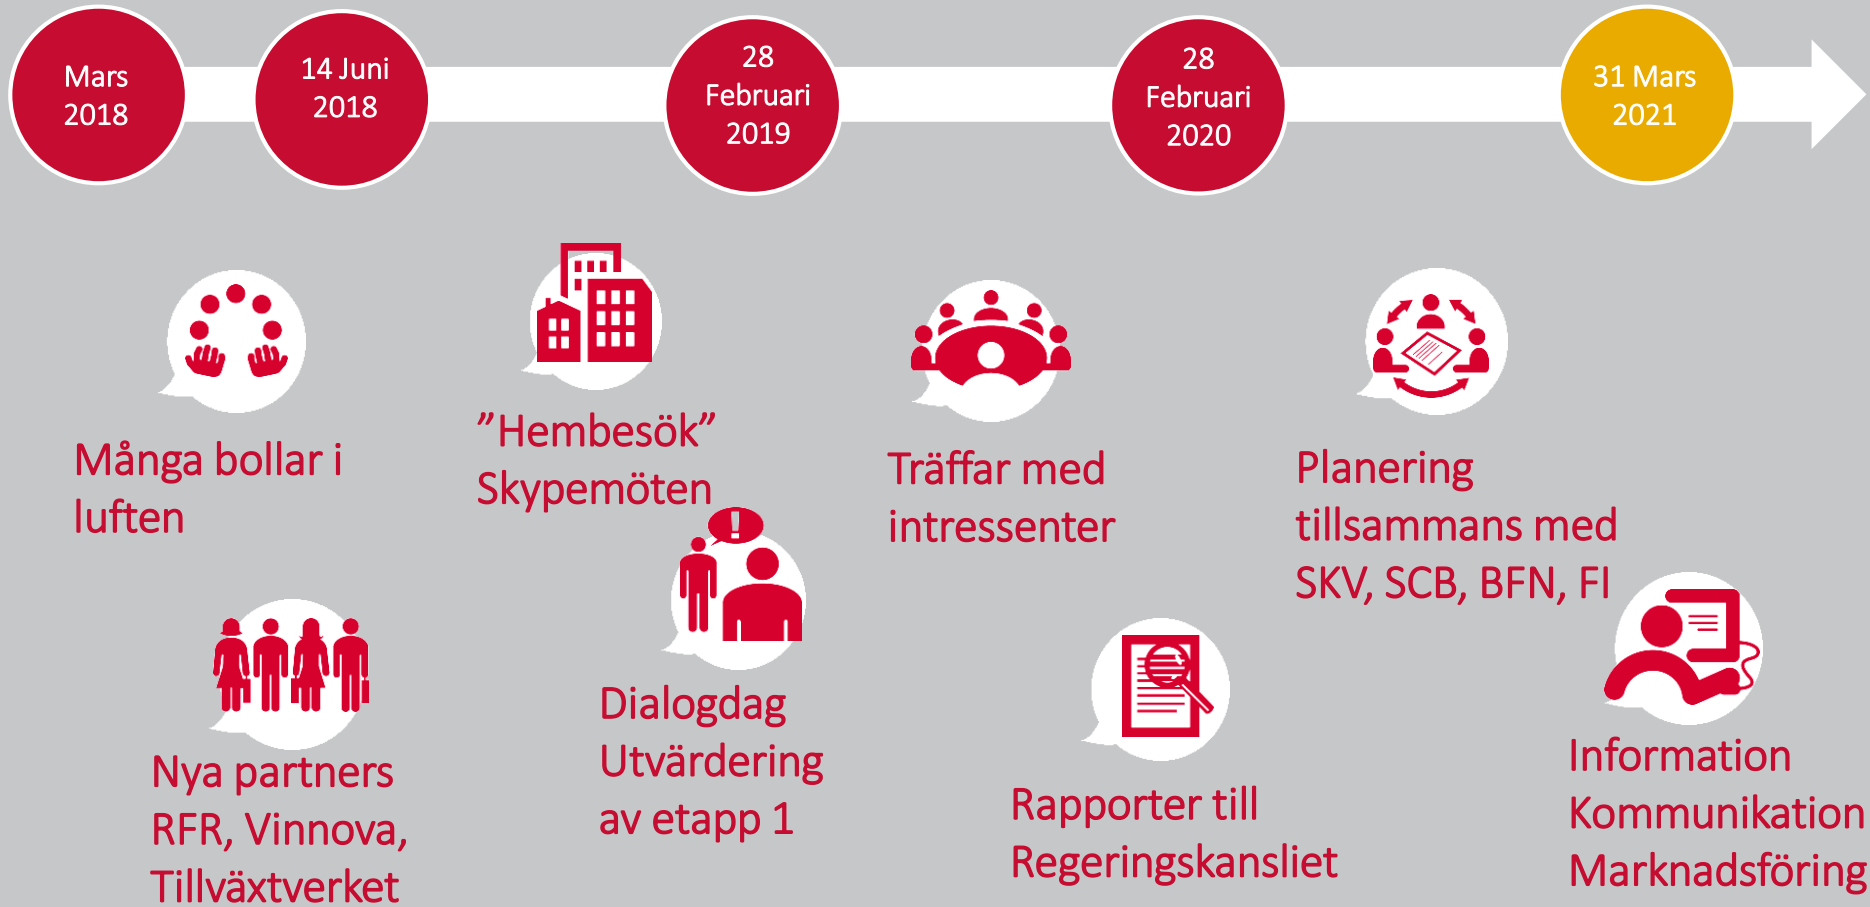 Mars
2018
14 Juni
2018
28
Februari
2019
28
Februari
2020
31 Mars
2021
Många bollar i
luften
”Hembesök”
Skypemöten
Träffar med
intressenter
Planering
tillsammans med
SKV, SCB, BFN, FI
!
Nya partners
RFR, Vinnova,
Tillväxtverket
Dialogdag
Utvärdering
av etapp 1
Rapporter till
Regeringskansliet
Information
Kommunikation
Marknadsföring